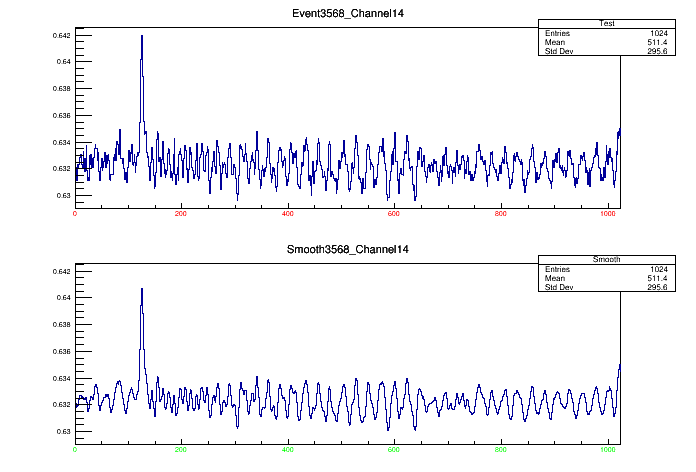 Event3568_Channel14
Test
Entries 1024
Mean 511.4
Std Dev 295.6
0.642
0.64
0.638
0.636
0.634
0.632
0.63
0 200 400 600 800 1000
Smooth3568_Channel14
Smooth
Entries 1024
Mean 511.4
Std Dev 295.6
0.642
0.64
0.638
0.636
0.634
0.632
0.63
0 200 400 600 800 1000